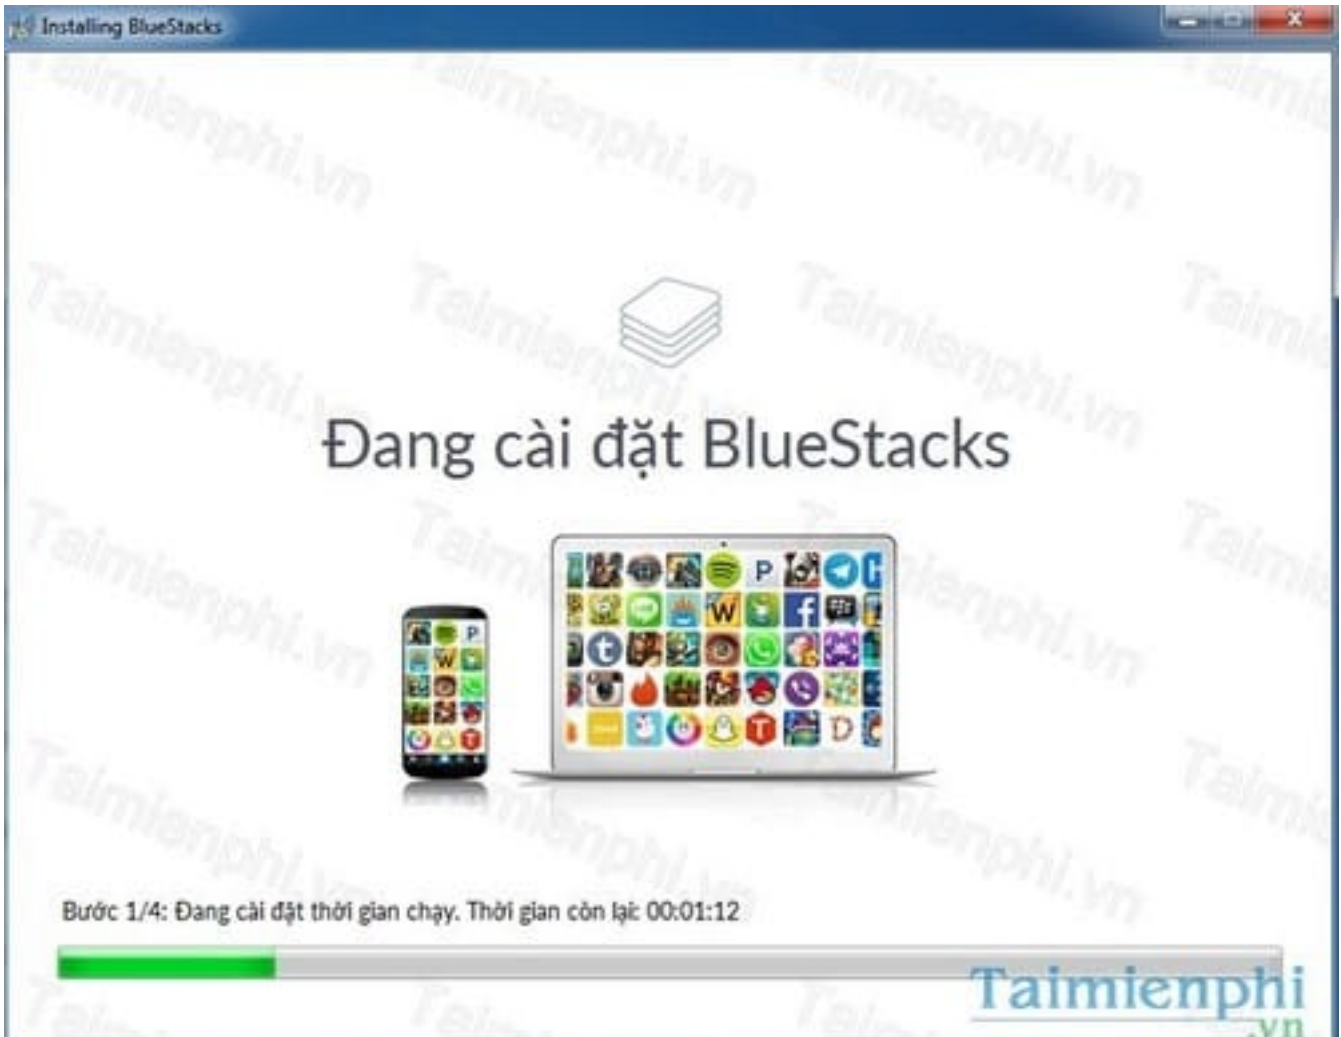 Installing BlueStacks
Đang cài đặt BlueStacks
Bước 1/4: Đang cài đặt thời gian chạy. Thời gian còn lại: 00:01:12
Taimienphi
.vn